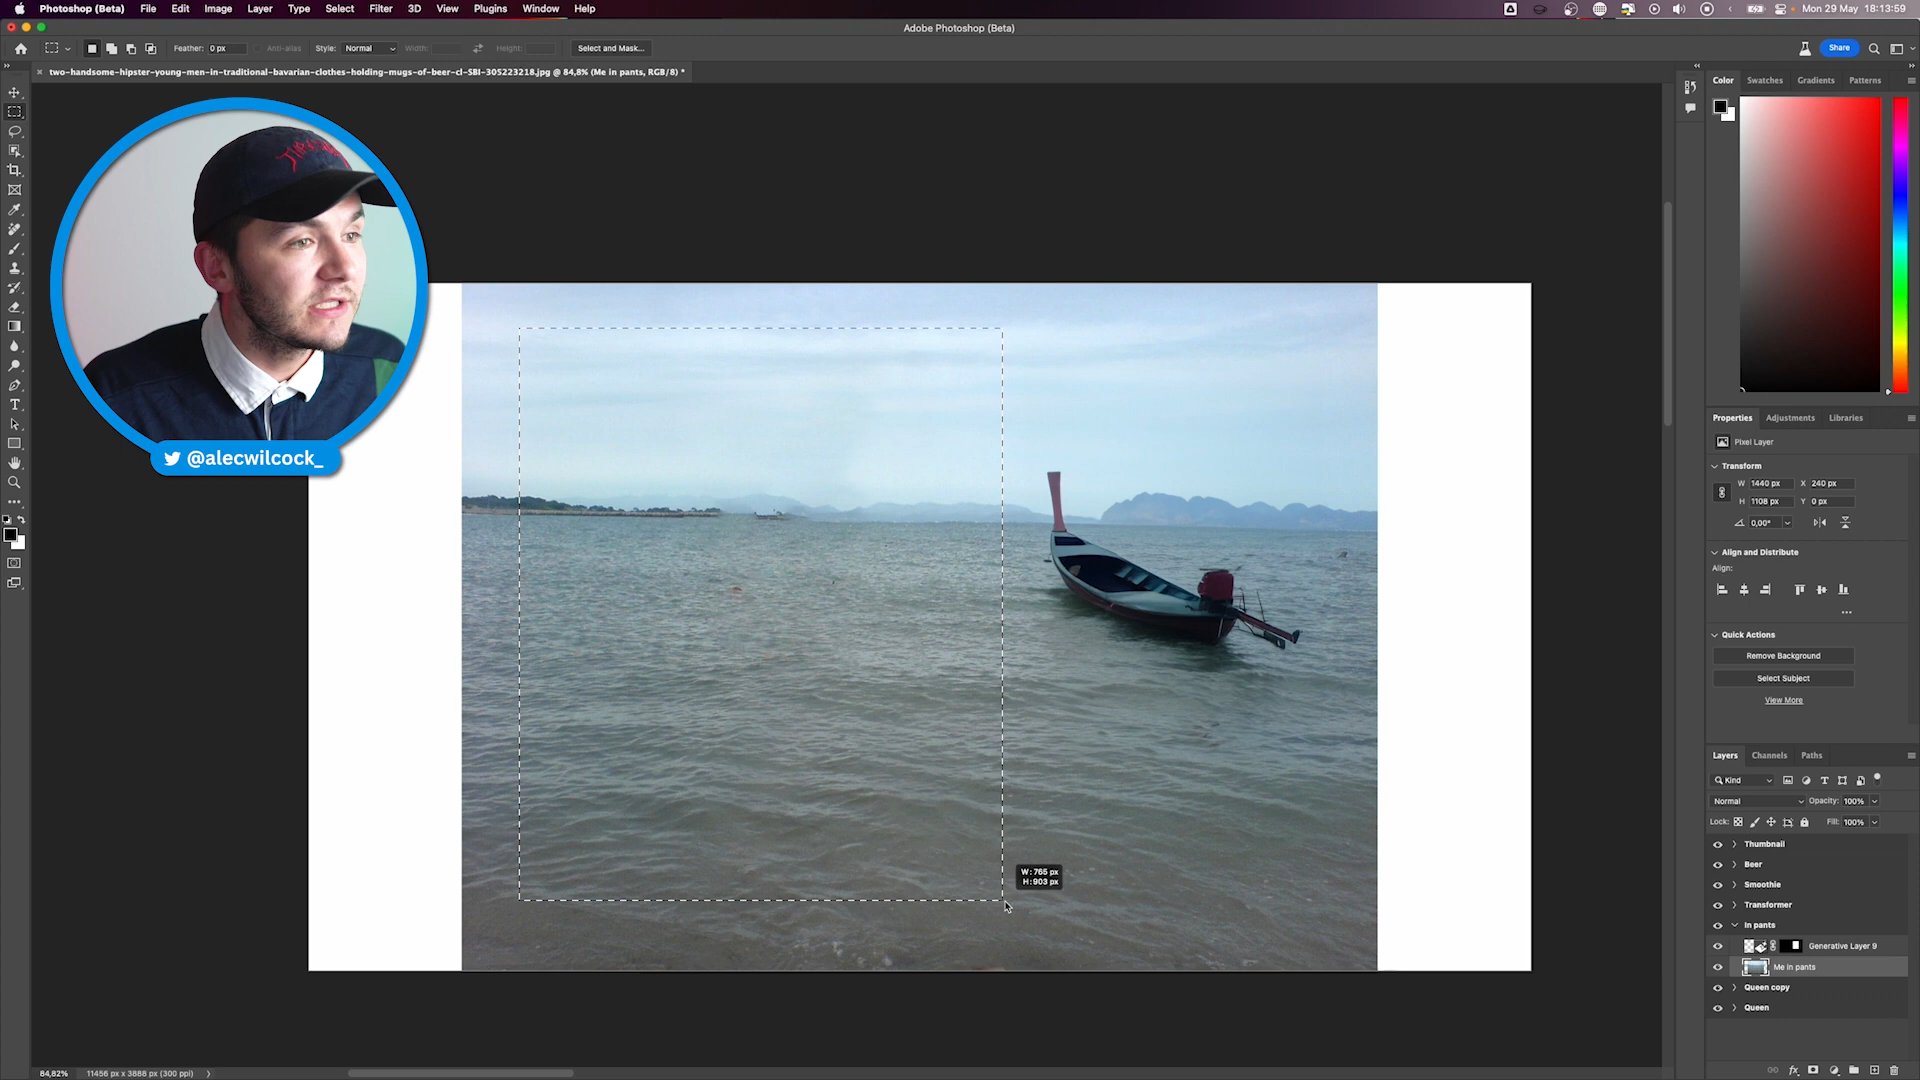 Photoshop (Beta) File Edit Image Layer Type Select Filter 3D View Plugins Window Help
Mon 29 May 18:13:59
Adobe Photoshop (Beta)
Feather: 0 px Anti-alias Style: Normal Width: Height: Select and Mask...
Share
two-handsome-hipster-young-men-in-traditional-bavarian-clothes-holding-mugs-of-beer-cl-SBI-305223218.jpg @ 84,8% (Me in pants, RGB/8) *
Color Swatches Gradients Patterns
@alecwilcock_
W: 765 px
H: 903 px
Properties Adjustments Libraries
Pixel Layer
Transform
W 1440 px X 240 px
H 1108 px Y 0 px
0,00°
Align and Distribute
Align:
Quick Actions
Remove Background
Select Subject
View More
Layers Channels Paths
Kind
Normal Opacity: 100%
Lock: Fill: 100%
Thumbnail
Beer
Smoothie
Transformer
In pants
Generative Layer 9
Me in pants
Queen copy
Queen
84,82% 11456 px x 3888 px (300 ppi)